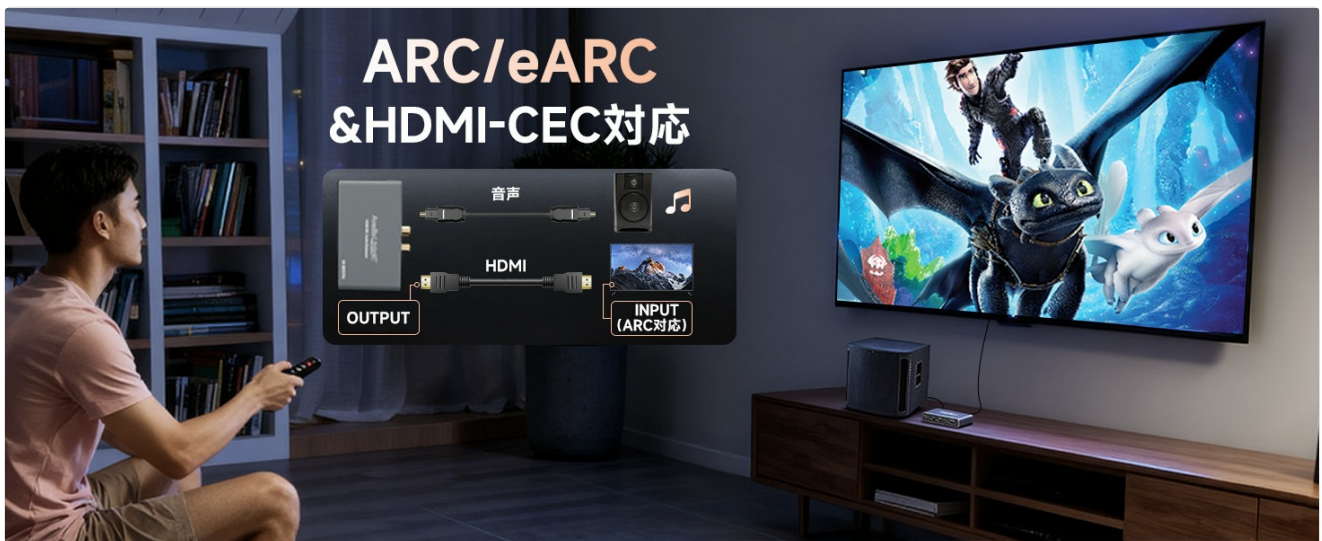 ARC/eARC
&HDMI-CEC対応
音声
HDMI
OUTPUT
INPUT
(ARC対応)